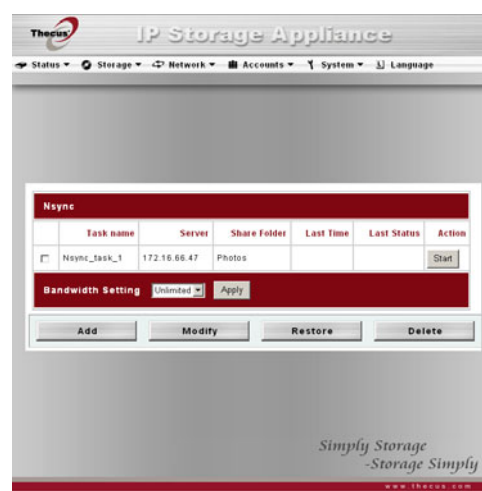 Thecus
IP Storage Appliance
Status Storage Network Accounts System Language
Nsync
Task name Server Share Folder Last Time Last Status Action
Nsync_task_1 172.16.66.47 Photos Start
Bandwidth Setting Unlimited Apply
Add Modify Restore Delete
Simply Storage
-Storage Simply
www.thecus.com